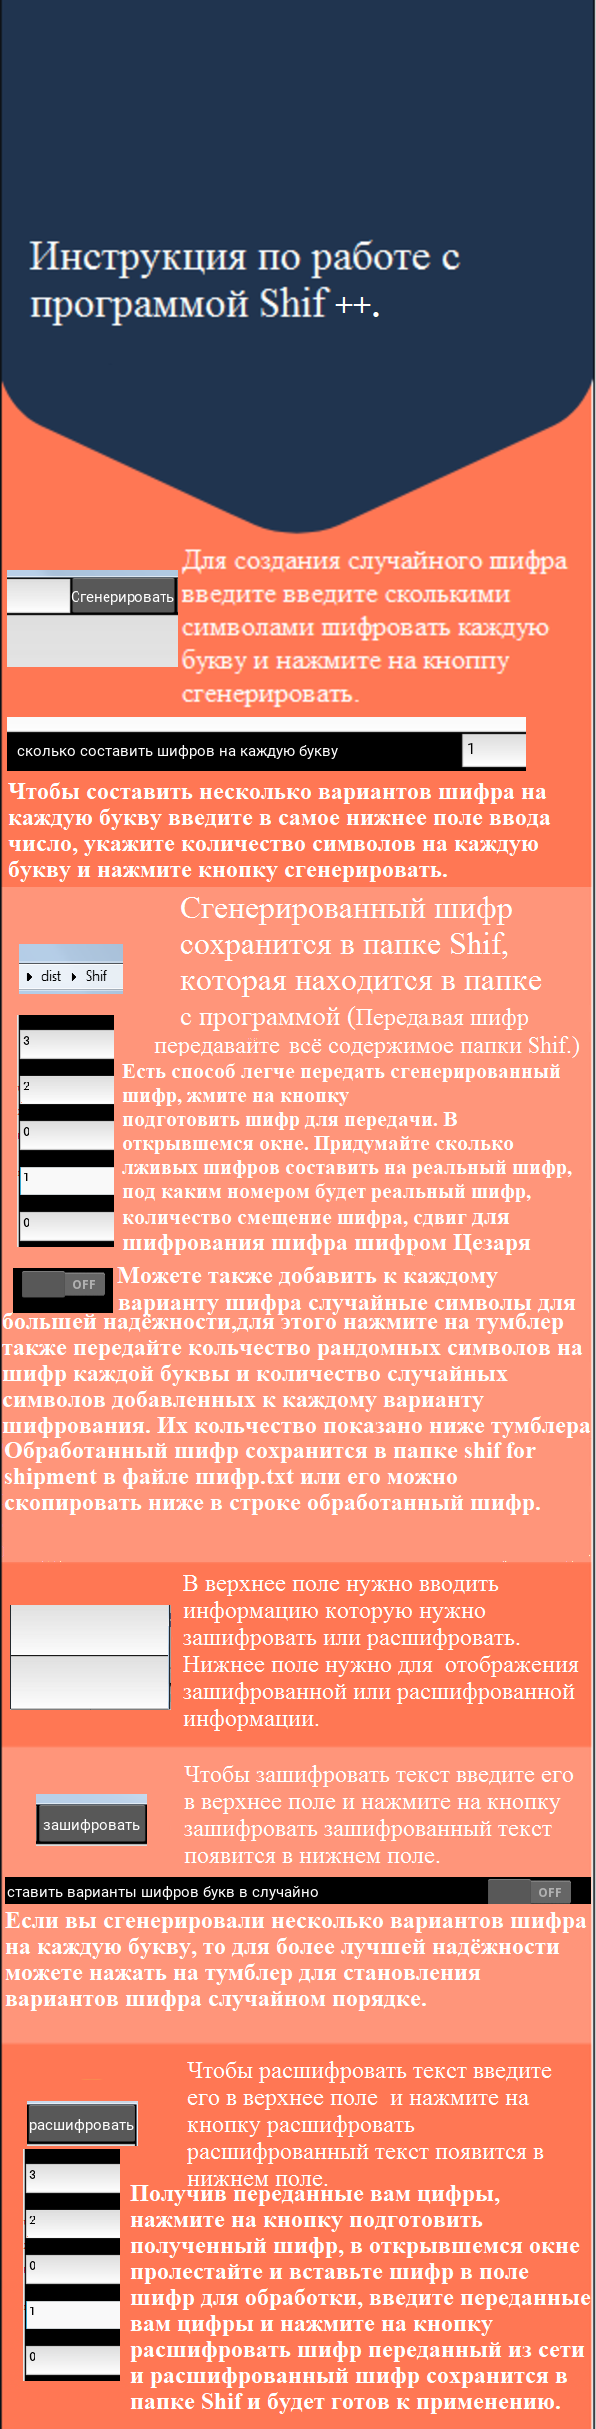 Инструкция по работе с
программой Shif ++.
Для создания случайного шифра
введите введите сколькими
символами шифровать каждую
букву и нажмите на кноппу
сгенерировать.
Сгенерировать
сколько составить шифров на каждую букву 1
Чтобы составить несколько вариантов шифра на
каждую букву введите в самое нижнее поле ввода
число, укажите количество символов на каждую
букву и нажмите кнопку сгенерировать.
Сгенерированный шифр
сохранится в папке Shif,
которая находится в папке
с программой (Передавая шифр
передавайте всё содержимое папки Shif.)
dist Shif
3
2
0
1
0
Есть способ легче передать сгенерированный
шифр, жмите на кнопку
подготовить шифр для передачи. В
открывшемся окне. Придумайте сколько
лживых шифров составить на реальный шифр,
под каким номером будет реальный шифр,
количество смещение шифра, сдвиг для
шифрования шифра шифром Цезаря
OFF
Можете также добавить к каждому
варианту шифра случайные символы для
большей надёжности,для этого нажмите на тумблер
также передайте кольчество рандомных символов на
шифр каждой буквы и количество случайных
символов добавленных к каждому варианту
шифрования. Их кольчество показано ниже тумблера
Обработанный шифр сохранится в папке shif for
shipment в файле шифр.txt или его можно
скопировать ниже в строке обработанный шифр.
В верхнее поле нужно вводить
информацию которую нужно
зашифровать или расшифровать.
Нижнее поле нужно для отображения
зашифрованной или расшифрованной
информации.
Чтобы зашифровать текст введите его
в верхнее поле и нажмите на кнопку
зашифровать зашифрованный текст
появится в нижнем поле.
зашифровать
ставить варианты шифров букв в случайно OFF
Если вы сгенерировали несколько вариантов шифра
на каждую букву, то для более лучшей надёжности
можете нажать на тумблер для становления
вариантов шифра случайном порядке.
Чтобы расшифровать текст введите
его в верхнее поле и нажмите на
кнопку расшифровать
расшифрованный текст появится в
нижнем поле.
расшифровать
3
2
0
1
0
Получив переданные вам цифры,
нажмите на кнопку подготовить
полученный шифр, в открывшемся окне
пролестайте и вставьте шифр в поле
шифр для обработки, введите переданные
вам цифры и нажмите на кнопку
расшифровать шифр переданный из сети
и расшифрованный шифр сохранится в
папке Shif и будет готов к применению.